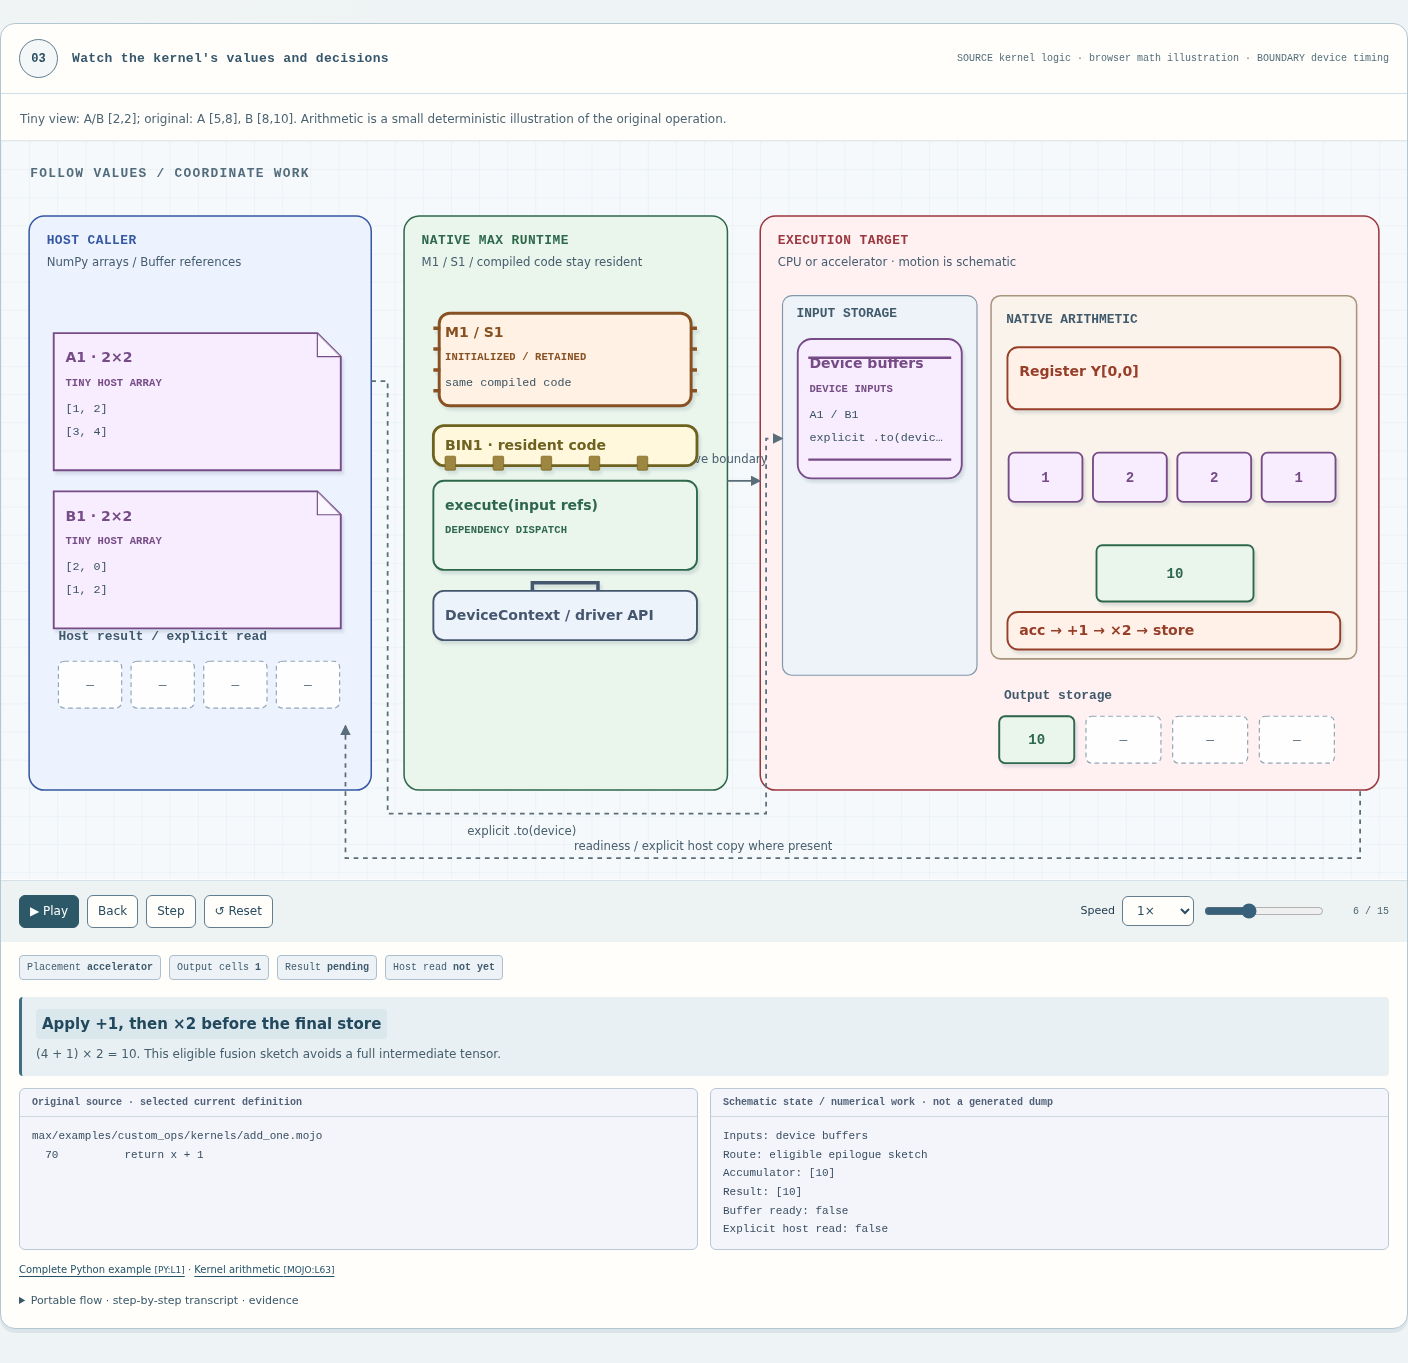 03
Watch the kernel's values and decisions
SOURCE kernel logic · browser math illustration · BOUNDARY device timing
Tiny view: A/B [2,2]; original: A [5,8], B [8,10]. Arithmetic is a small deterministic illustration of the original operation.
FOLLOW VALUES / COORDINATE WORK
HOST CALLER
NumPy arrays / Buffer references
A1 · 2×2
TINY HOST ARRAY
[1, 2]
[3, 4]
B1 · 2×2
TINY HOST ARRAY
[2, 0]
[1, 2]
Host result / explicit read
— — — —
NATIVE MAX RUNTIME
M1 / S1 / compiled code stay resident
M1 / S1
INITIALIZED / RETAINED
same compiled code
BIN1 · resident code
execute(input refs)
DEPENDENCY DISPATCH
DeviceContext / driver API
ve boundary
EXECUTION TARGET
CPU or accelerator · motion is schematic
INPUT STORAGE
Device buffers
DEVICE INPUTS
A1 / B1
explicit .to(devic…
NATIVE ARITHMETIC
Register Y[0,0]
1 2 2 1
10
acc → +1 → ×2 → store
Output storage
10 — — —
explicit .to(device)
readiness / explicit host copy where present
▶ Play
Back
Step
↺ Reset
Speed
1×
6 / 15
Placement accelerator
Output cells 1
Result pending
Host read not yet
Apply +1, then ×2 before the final store
(4 + 1) × 2 = 10. This eligible fusion sketch avoids a full intermediate tensor.
Original source · selected current definition
max/examples/custom_ops/kernels/add_one.mojo
70 return x + 1
Schematic state / numerical work · not a generated dump
Inputs: device buffers
Route: eligible epilogue sketch
Accumulator: [10]
Result: [10]
Buffer ready: false
Explicit host read: false
Complete Python example [PY:L1] · Kernel arithmetic [MOJO:L63]
▶ Portable flow · step-by-step transcript · evidence